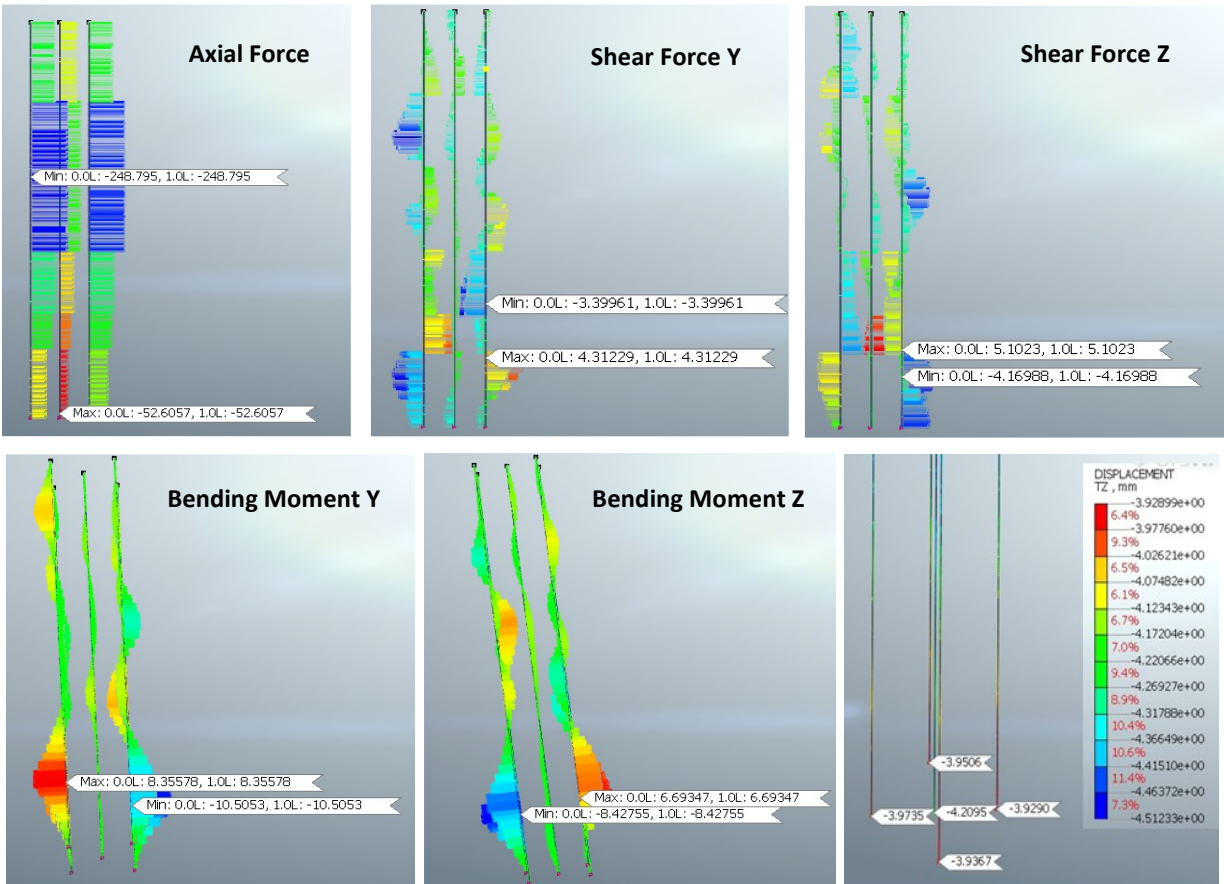 Axial Force
Min: 0.0L: -248.795, 1.0L: -248.795
Max: 0.0L: -52.6057, 1.0L: -52.6057
Shear Force Y
Min: 0.0L: -3.39961, 1.0L: -3.39961
Max: 0.0L: 4.31229, 1.0L: 4.31229
Shear Force Z
Max: 0.0L: 5.1023, 1.0L: 5.1023
Min: 0.0L: -4.16988, 1.0L: -4.16988
Bending Moment Y
Max: 0.0L: 8.35578, 1.0L: 8.35578
Min: 0.0L: -10.5053, 1.0L: -10.5053
Bending Moment Z
Max: 0.0L: 6.69347, 1.0L: 6.69347
Min: 0.0L: -8.42755, 1.0L: -8.42755
DISPLACEMENT
TZ , mm
-3.92899e+00
6.4%
-3.97760e+00
9.3%
-4.02621e+00
6.5%
-4.07482e+00
6.1%
-4.12343e+00
6.7%
-4.17204e+00
7.0%
-4.22066e+00
9.4%
-4.26927e+00
8.9%
-4.31788e+00
10.4%
-4.36649e+00
10.6%
-4.41510e+00
11.4%
-4.46372e+00
7.3%
-4.51233e+00
-3.9506
-3.9735
-4.2095
-3.9290
-3.9367